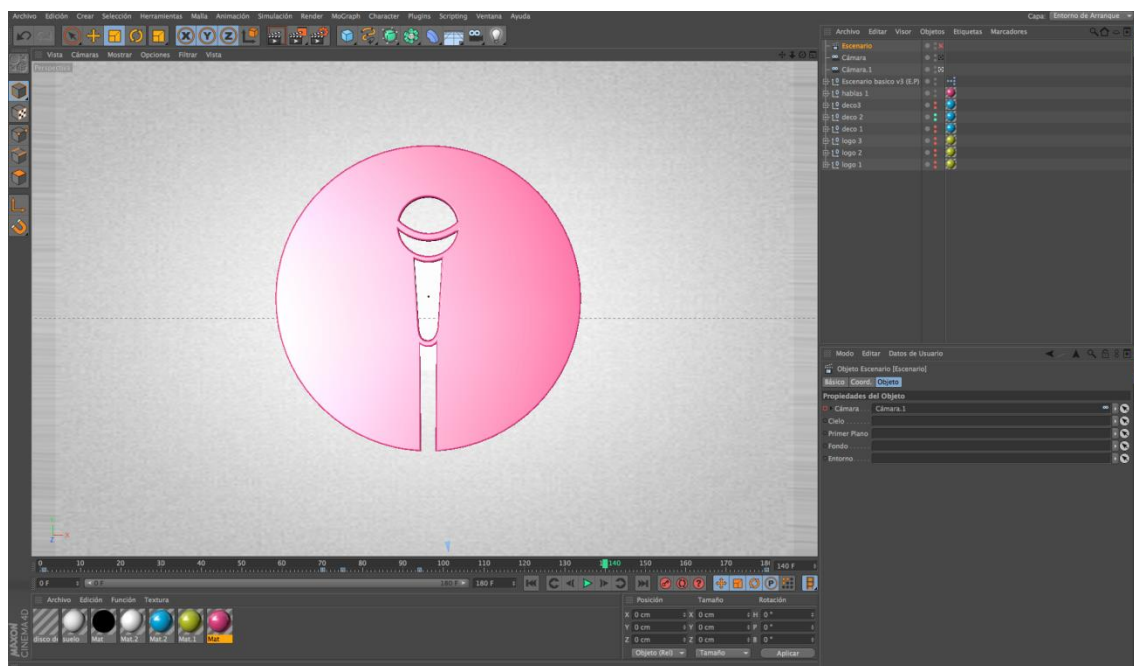 Archivo Edición Crear Selección Herramientas Malla Animación Simulación Render MoGraph Character Plugins Scripting Ventana Ayuda
Capa: Entorno de Arranque
Vista Cámaras Mostrar Opciones Filtrar Vista
Perspectiva
Archivo Editar Visor Objetos Etiquetas Marcadores
Escenario
Cámara
Cámara.1
Escenario basico v3 (E.P)
hablas 1
deco3
deco 2
deco 1
logo 3
logo 2
logo 1
Modo Editar Datos de Usuario
Objeto Escenario [Escenario]
Básico Coord. Objeto
Propiedades del Objeto
Cámara Cámara.1
Cielo
Primer Plano
Fondo
Entorno
Y
Z X
0 10 20 30 40 50 60 70 80 90 100 110 120 130 140 150 160 170 140 F
0 F 0 F 180 F 180 F
Archivo Edición Función Textura
disco de suelo Mat Mat.2 Mat.2 Mat.1 Mat
Posición Tamaño Rotación
X 0 cm X 0 cm H 0 °
Y 0 cm Y 0 cm P 0 °
Z 0 cm Z 0 cm B 0 °
Objeto (Rel) Tamaño Aplicar
MAXON
CINEMA 4D